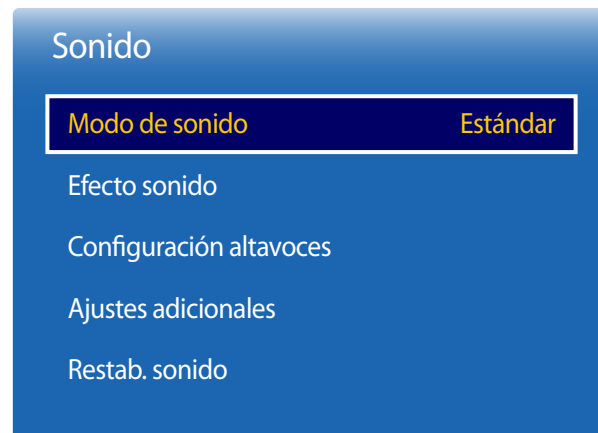 Sonido
Modo de sonido Estándar
Efecto sonido
Configuración altavoces
Ajustes adicionales
Restab. sonido